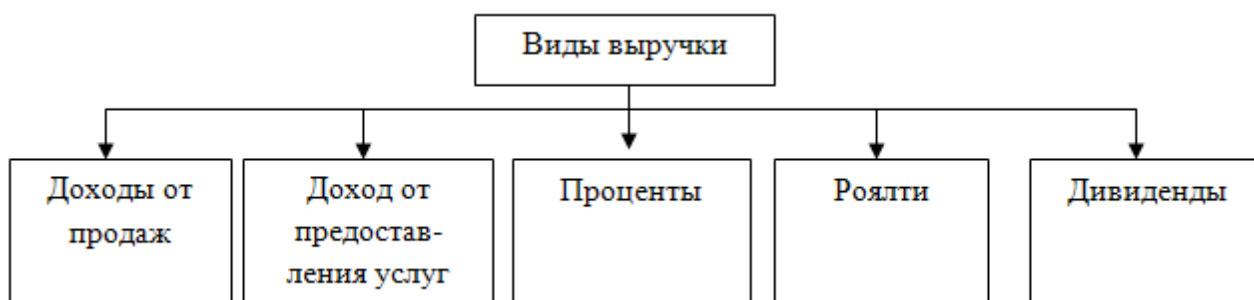 Виды выручки
Доходы от
продаж
Доход от
предостав-
ления услуг
Проценты
Роялти
Дивиденды